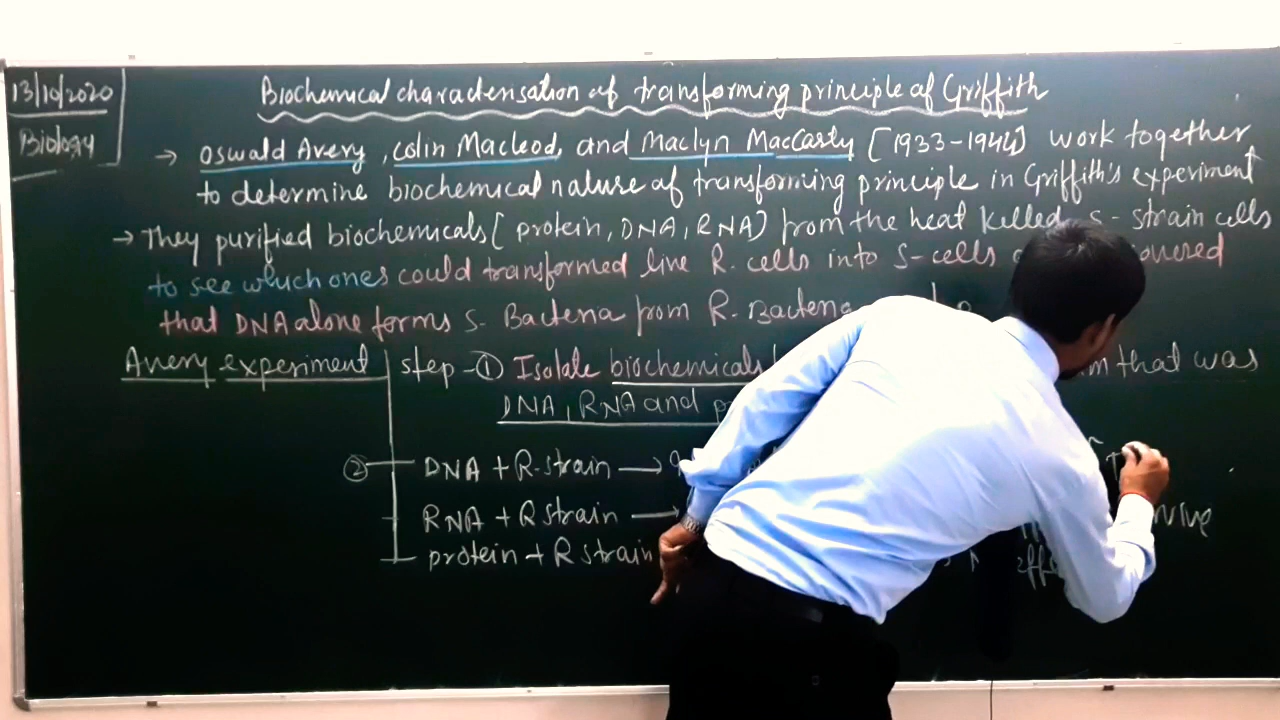 13/10/2020
Biology
Biochemical characterisation of transforming principle of Griffith
→ Oswald Avery, Colin Macleod, and Maclyn MacCarty [1933-1944] work together
to determine biochemical nature of transforming principle in Griffith's experiment
→ They purified biochemicals [protein, DNA, RNA] from the heat killed S-strain cells
to see which ones could transformed live R. cells into S-cells
that DNA alone forms S. Bacteria from R. Bacteria
Avery experiment
step-① Isolate biochemicals that was
DNA, RNA and
② DNA + R-strain →
RNA + R strain →
protein + R strain